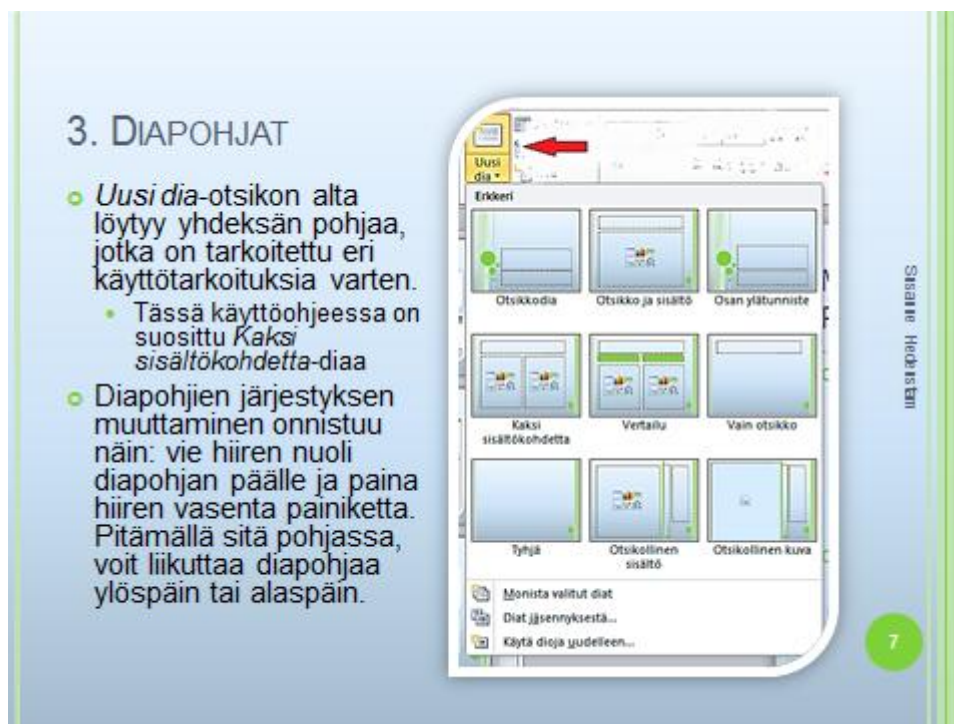 3. DIAPOHJAT
Uusi dia-otsikon alta
löytyy yhdeksän pohjaa,
jotka on tarkoitettu eri
käyttötarkoituksia varten.
Tässä käyttöohjeessa on
suosittu Kaksi
sisältökohdetta-diaa
Diapohjien järjestyksen
muuttaminen onnistuu
näin: vie hiiren nuoli
diapohjan päälle ja paina
hiiren vasenta painiketta.
Pitämällä sitä pohjassa,
voit liikuttaa diapohjaa
ylöspäin tai alaspäin.
Uusi
dia
Erkkeri
Otsikkodia
Otsikko ja sisältö
Osan ylätunniste
Kaksi
sisältökohdetta
Vertailu
Vain otsikko
Tyhjä
Otsikollinen
sisältö
Otsikollinen kuva
Monista valitut diat
Diat jäsennyksestä...
Käytä dioja uudelleen...
Hedenstam
7